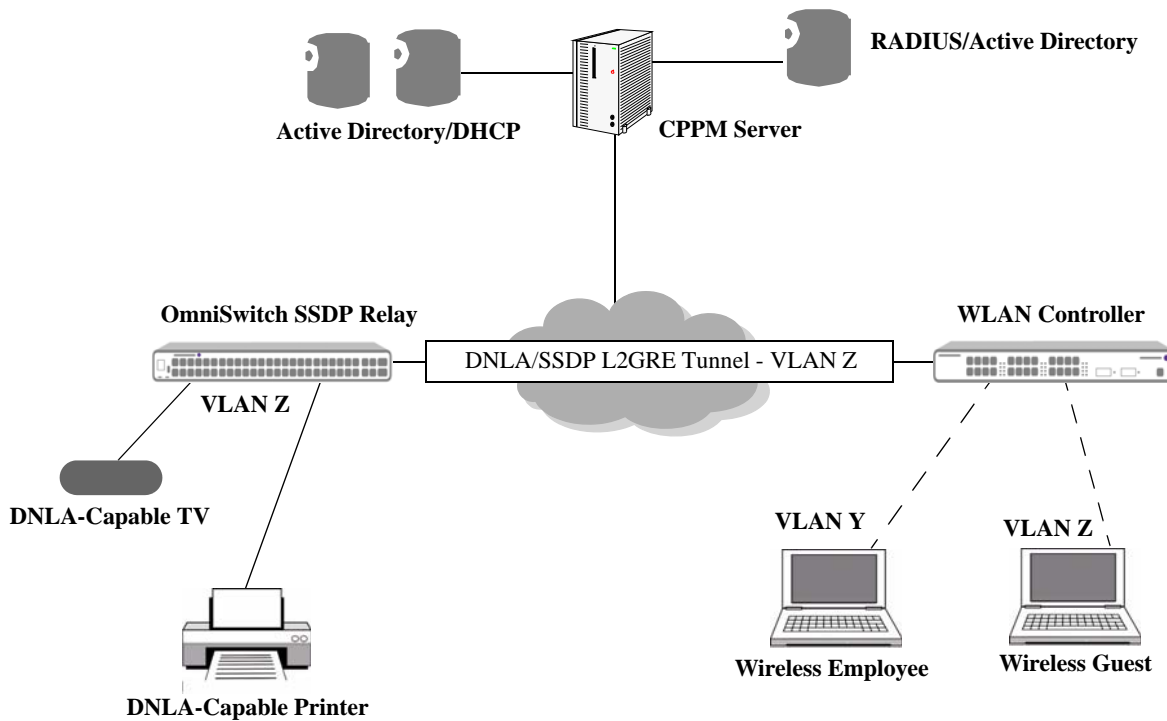 RADIUS/Active Directory
Active Directory/DHCP
CPPM Server
OmniSwitch SSDP Relay
WLAN Controller
DNLA/SSDP L2GRE Tunnel - VLAN Z
VLAN Z
DNLA-Capable TV
VLAN Y
VLAN Z
Wireless Employee
Wireless Guest
DNLA-Capable Printer